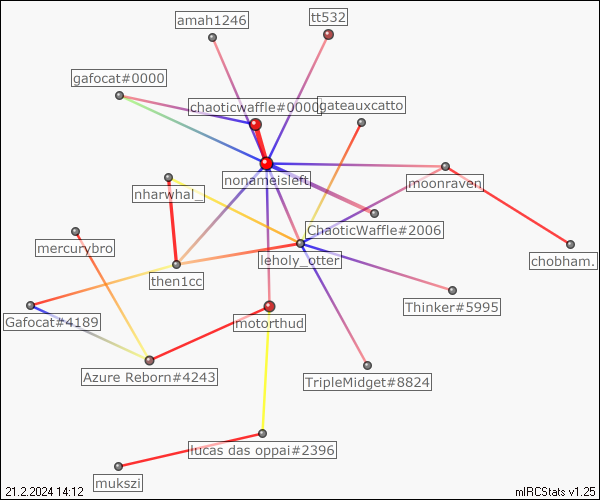 amah1246
tt532
gafocat#0000
chaoticwaffle#0000
gateauxcatto
nonameisleft
moonraven
nharwhal_
ChaoticWaffle#2006
mercurybro
leholy_otter
chobham.
then1cc
Thinker#5995
Gafocat#4189
motorthud
Azure Reborn#4243
TripleMidget#8824
lucas das oppai#2396
mukszi
21.2.2024 14:12
mIRCStats v1.25